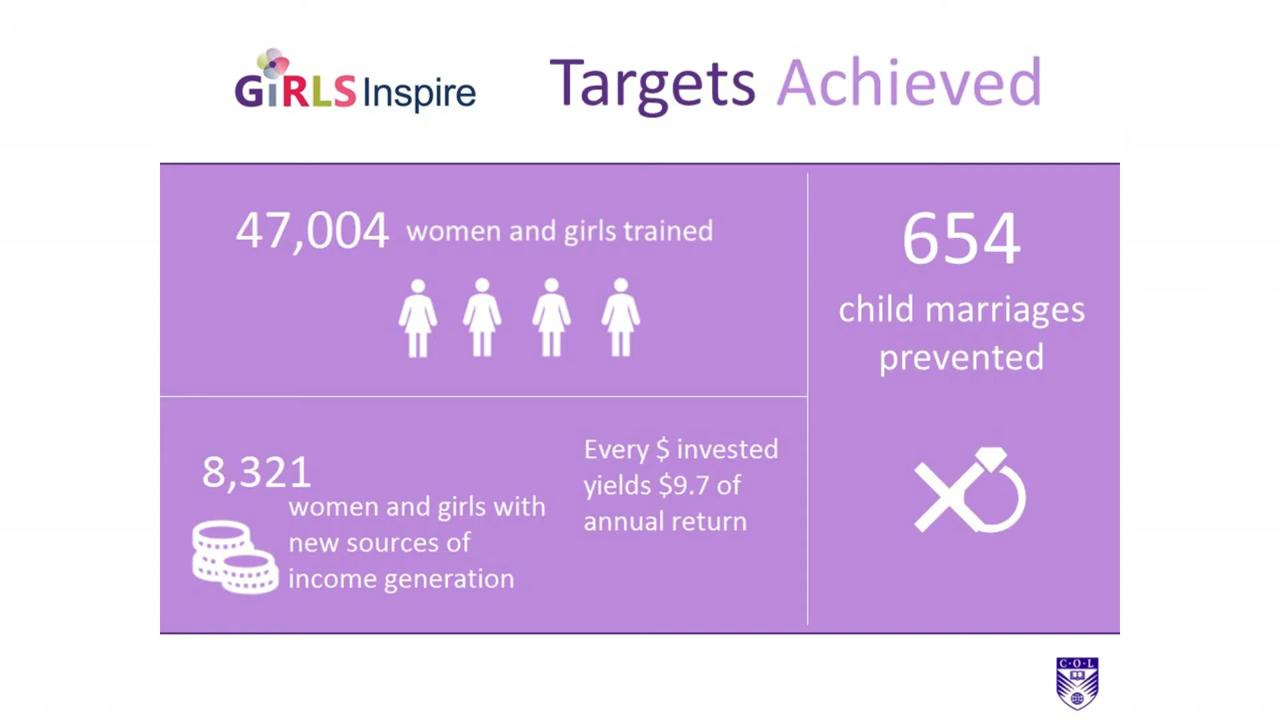 GiRLS Inspire
Targets Achieved
47,004 women and girls trained
8,321
women and girls with
new sources of
income generation
Every $ invested
yields $9.7 of
annual return
654
child marriages
prevented
C·O·L